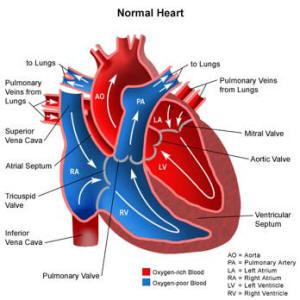 Normal Heart
to Lungs
to Lungs
Pulmonary
Veins from
Lungs
Pulmonary Veins
from Lungs
AO
PA
LA
Superior
Vena Cava
Mitral Valve
Aortic Valve
Atrial Septum
RA
LV
Tricuspid
Valve
RV
Ventricular
Septum
Inferior
Vena Cava
Pulmonary Valve
Oxygen-rich Blood
Oxygen-poor Blood
AO = Aorta
PA = Pulmonary Artery
LA = Left Atrium
RA = Right Atrium
LV = Left Ventricle
RV = Right Ventricle